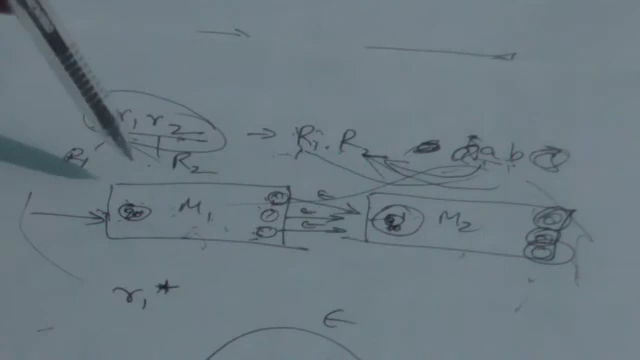 r₁ r₂ → R₁ . R₂ a b
R₁ R₂
M₁ ε ε ε M₂
r₁*
ε